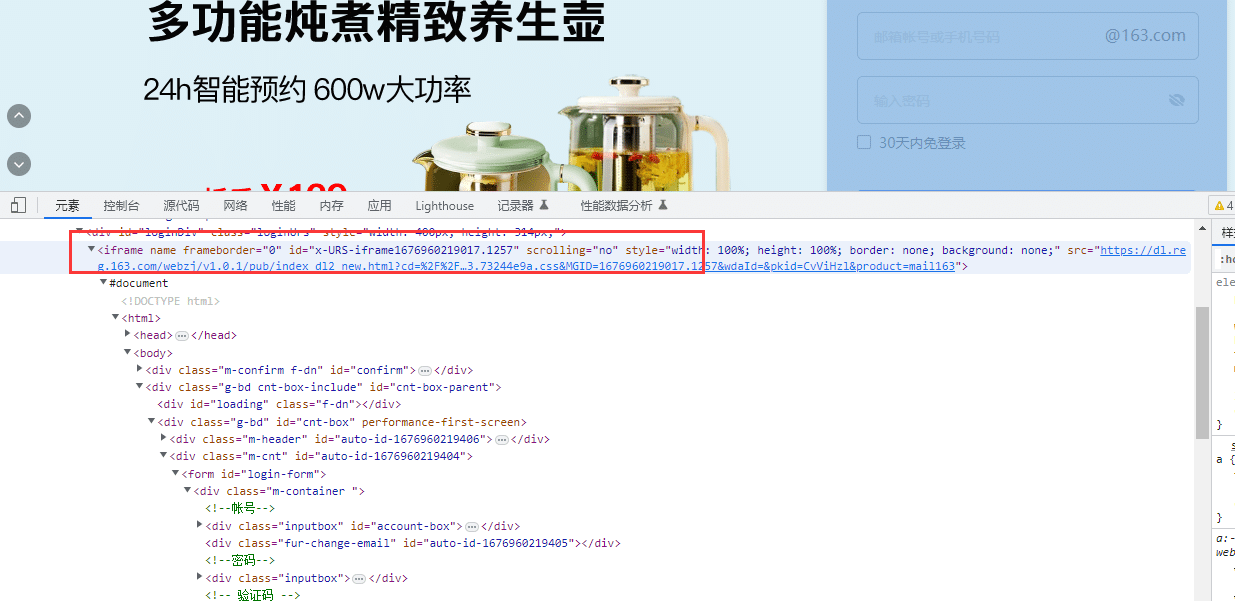 多功能炖煮精致养生壶
24h智能预约 600w大功率
邮箱帐号或手机号码
@163.com
输入密码
30天内免登录
元素 控制台 源代码 网络 性能 内存 应用 Lighthouse 记录器 性能数据分析 4
<div id="loginDiv" class="loginUrs" style="width: 400px; height: 314px;">
<iframe name frameborder="0" id="x-URS-iframe1676960219017.1257" scrolling="no" style="width: 100%; height: 100%; border: none; background: none;" src="https://dl.re
g.163.com/webzj/v1.0.1/pub/index_dl2_new.html?cd=%2F%2F…3.73244e9a.css&MGID=1676960219017.1257&wdaId=&pkid=CvViHzl&product=mail163">
#document
<!DOCTYPE html>
<html>
<head>…</head>
<body>
<div class="m-confirm f-dn" id="confirm">…</div>
<div class="g-bd cnt-box-include" id="cnt-box-parent">
<div id="loading" class="f-dn"></div>
<div class="g-bd" id="cnt-box" performance-first-screen>
<div class="m-header" id="auto-id-1676960219406">…</div>
<div class="m-cnt" id="auto-id-1676960219404">
<form id="login-form">
<div class="m-container ">
<!--帐号-->
<div class="inputbox" id="account-box">…</div>
<div class="fur-change-email" id="auto-id-1676960219405"></div>
<!--密码-->
<div class="inputbox">…</div>
<!-- 验证码 -->
:ho
ele
}
a {
}
a:-
web